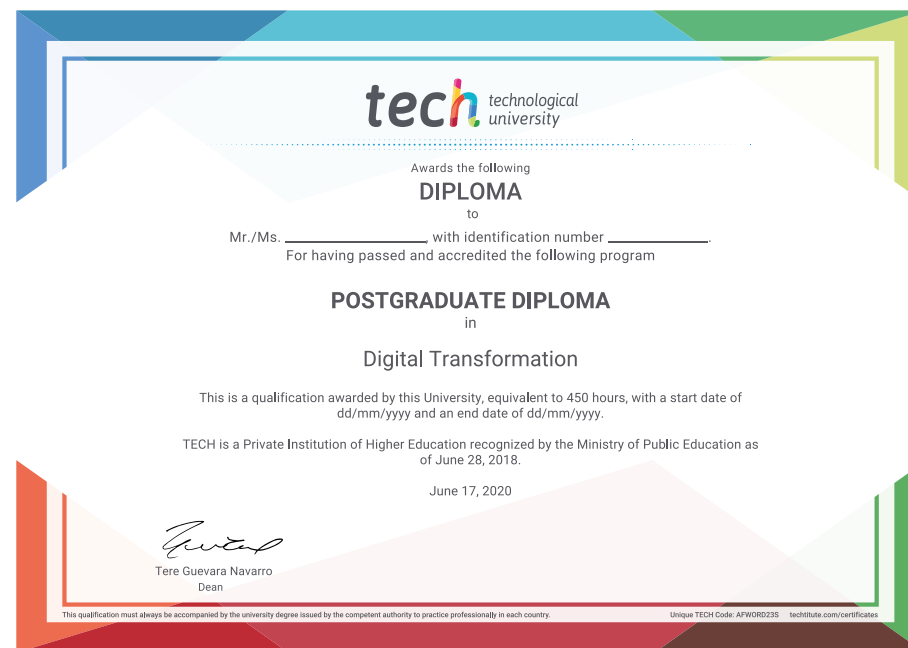 tech technological
university
Awards the following
DIPLOMA
to
Mr./Ms. ____________________, with identification number ______________.
For having passed and accredited the following program
POSTGRADUATE DIPLOMA
in
Digital Transformation
This is a qualification awarded by this University, equivalent to 450 hours, with a start date of
dd/mm/yyyy and an end date of dd/mm/yyyy.
TECH is a Private Institution of Higher Education recognized by the Ministry of Public Education as
of June 28, 2018.
June 17, 2020
Tere Guevara Navarro
Dean
This qualification must always be accompanied by the university degree issued by the competent authority to practice professionally in each country.
Unique TECH Code: AFWORD23S techtitute.com/certificates